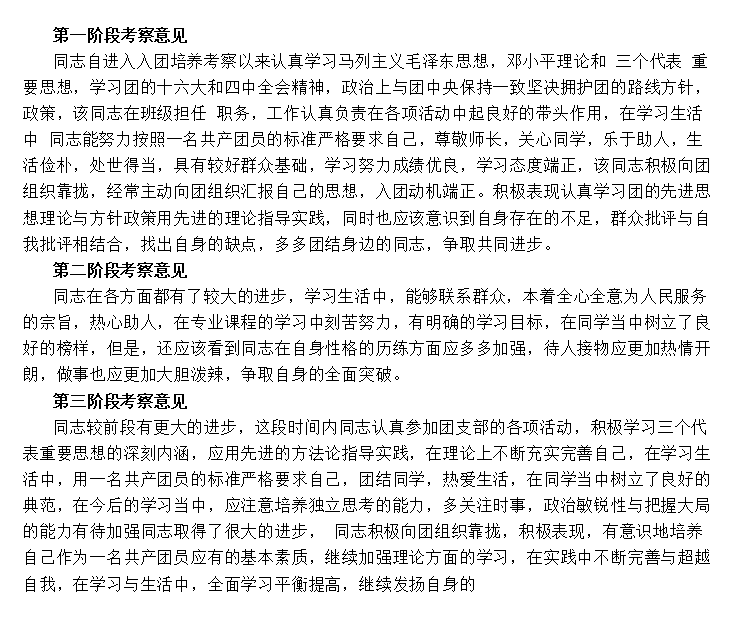 第一阶段考察意见
同志自进入入团培养考察以来认真学习马列主义毛泽东思想，邓小平理论和 三个代表 重
要思想，学习团的十六大和四中全会精神，政治上与团中央保持一致坚决拥护团的路线方针，
政策，该同志在班级担任 职务，工作认真负责在各项活动中起良好的带头作用，在学习生活
中 同志能努力按照一名共产团员的标准严格要求自己，尊敬师长，关心同学，乐于助人，生
活俭朴，处世得当，具有较好群众基础，学习努力成绩优良，学习态度端正，该同志积极向团
组织靠拢，经常主动向团组织汇报自己的思想，入团动机端正。积极表现认真学习团的先进思
想理论与方针政策用先进的理论指导实践，同时也应该意识到自身存在的不足，群众批评与自
我批评相结合，找出自身的缺点，多多团结身边的同志，争取共同进步。
第二阶段考察意见
同志在各方面都有了较大的进步，学习生活中，能够联系群众，本着全心全意为人民服务
的宗旨，热心助人，在专业课程的学习中刻苦努力，有明确的学习目标，在同学当中树立了良
好的榜样，但是，还应该看到同志在自身性格的历练方面应多多加强，待人接物应更加热情开
朗，做事也应更加大胆泼辣，争取自身的全面突破。
第三阶段考察意见
同志较前段有更大的进步，这段时间内同志认真参加团支部的各项活动，积极学习三个代
表重要思想的深刻内涵，应用先进的方法论指导实践，在理论上不断充实完善自己，在学习生
活中，用一名共产团员的标准严格要求自己，团结同学，热爱生活，在同学当中树立了良好的
典范，在今后的学习当中，应注意培养独立思考的能力，多关注时事，政治敏锐性与把握大局
的能力有待加强同志取得了很大的进步， 同志积极向团组织靠拢，积极表现，有意识地培养
自己作为一名共产团员应有的基本素质，继续加强理论方面的学习，在实践中不断完善与超越
自我，在学习与生活中，全面学习平衡提高，继续发扬自身的